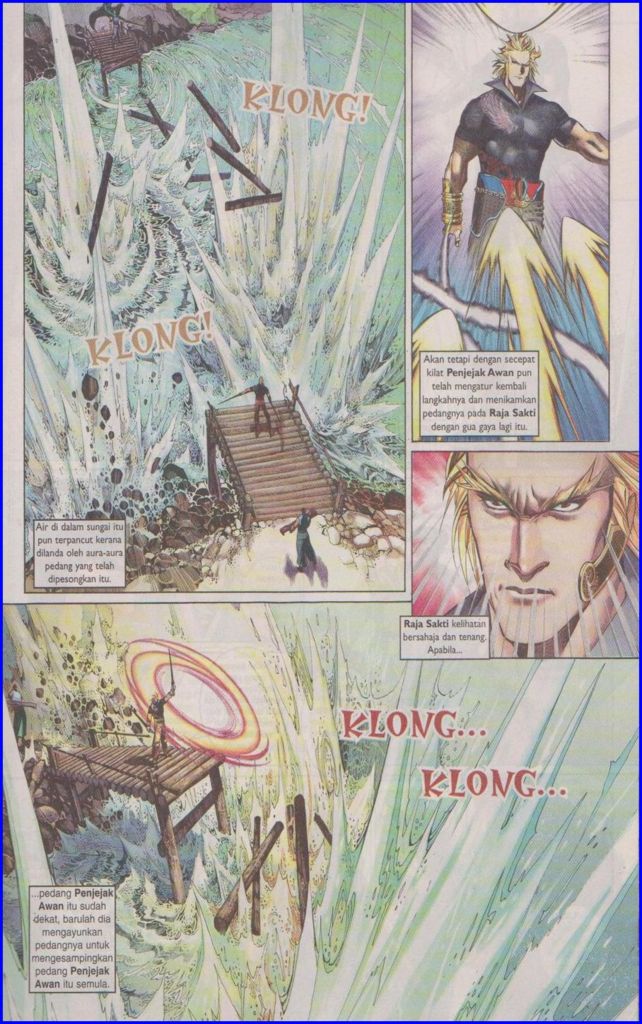 KLONG!
KLONG!
Air di dalam sungai itu
pun terpancut kerana
dilanda oleh aura-aura
pedang yang telah
dipesongkan itu.
Akan tetapi dengan secepat
kilat Penjejak Awan pun
telah mengatur kembali
langkahnya dan menikamkan
pedangnya pada Raja Sakti
dengan gua gaya lagi itu.
Raja Sakti kelihatan
bersahaja dan tenang.
Apabila...
KLONG...
KLONG...
...pedang Penjejak
Awan itu sudah
dekat, barulah dia
mengayunkan
pedangnya untuk
mengesampingkan
pedang Penjejak
Awan itu semula.